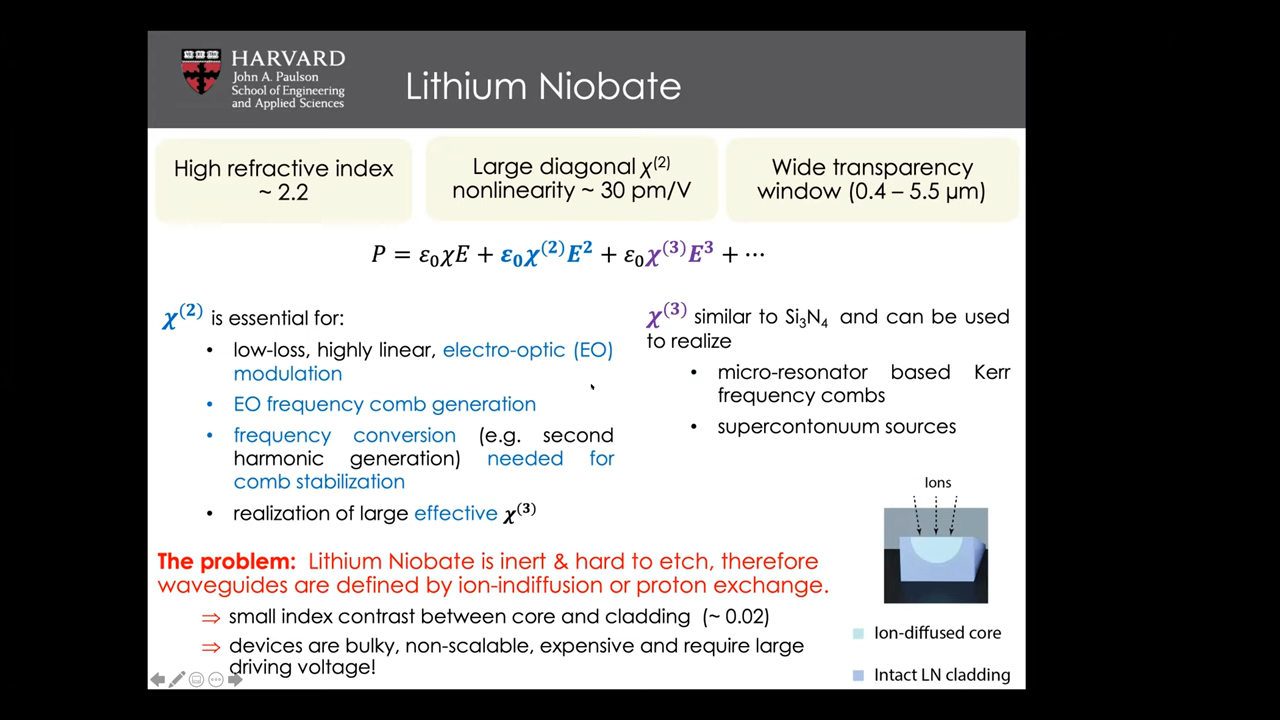 HARVARD
John A. Paulson
School of Engineering
and Applied Sciences
Lithium Niobate
High refractive index
~ 2.2
Large diagonal χ⁽²⁾
nonlinearity ~ 30 pm/V
Wide transparency
window (0.4 – 5.5 μm)
P = ε₀χE + ε₀χ⁽²⁾E² + ε₀χ⁽³⁾E³ + ⋯
χ⁽²⁾ is essential for:
• low-loss, highly linear, electro-optic (EO)
modulation
• EO frequency comb generation
• frequency conversion (e.g. second
harmonic generation) needed for
comb stabilization
• realization of large effective χ⁽³⁾
χ⁽³⁾ similar to Si₃N₄ and can be used
to realize
• micro-resonator based Kerr
frequency combs
• supercontonuum sources
Ions
The problem: Lithium Niobate is inert & hard to etch, therefore
waveguides are defined by ion-indiffusion or proton exchange.
⇒ small index contrast between core and cladding (~ 0.02)
⇒ devices are bulky, non-scalable, expensive and require large
driving voltage!
Ion-diffused core
Intact LN cladding